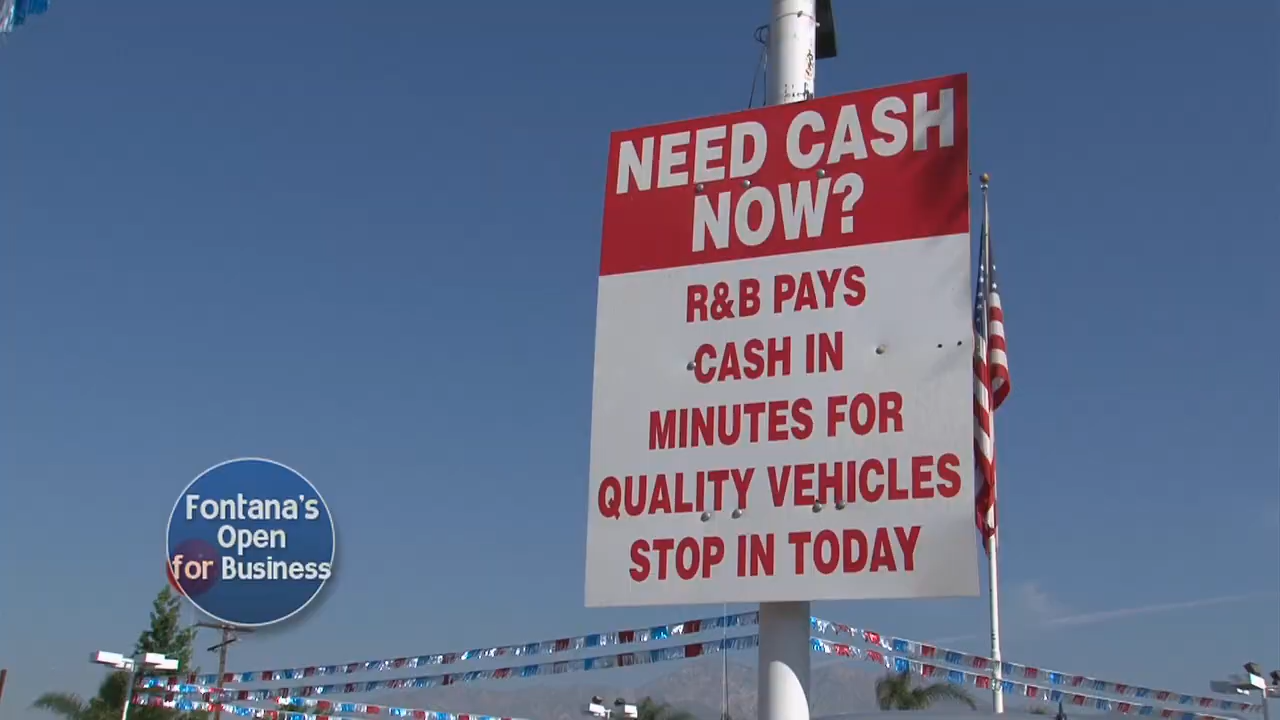 NEED CASH
NOW?
R&B PAYS
CASH IN
MINUTES FOR
QUALITY VEHICLES
STOP IN TODAY
Fontana's
Open
for Business